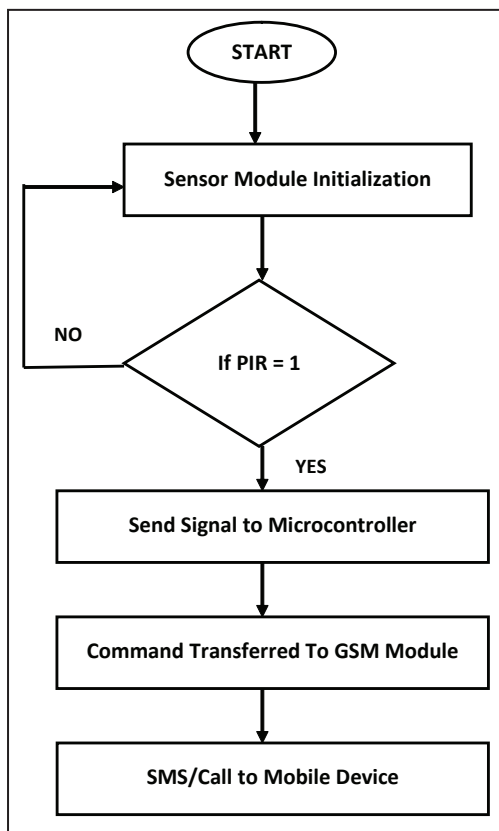 START
Sensor Module Initialization
NO
If PIR = 1
YES
Send Signal to Microcontroller
Command Transferred To GSM Module
SMS/Call to Mobile Device